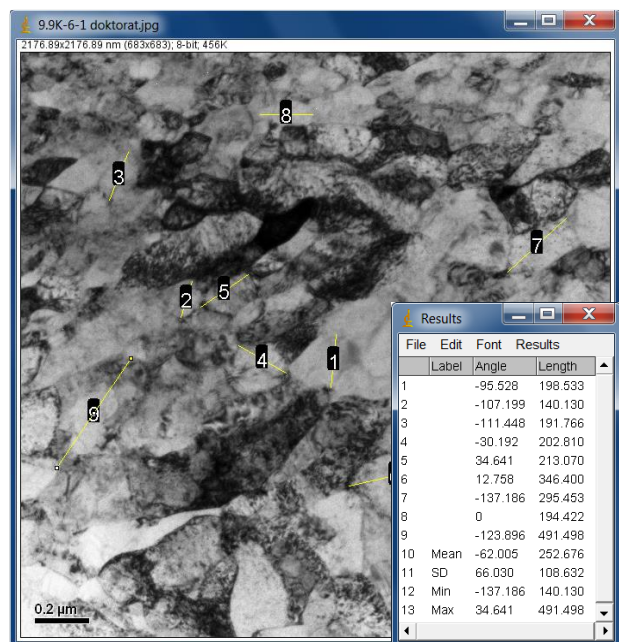 9.9K-6-1 doktorat.jpg
2176.89x2176.89 nm (683x683); 8-bit; 456K
8
3
7
5
2
4
1
9
0.2 µm
Results
File Edit Font Results
Label Angle Length
1 -95.528 198.533
2 -107.199 140.130
3 -111.448 191.766
4 -30.192 202.810
5 34.641 213.070
6 12.758 346.400
7 -137.186 295.453
8 0 194.422
9 -123.896 491.498
10 Mean -62.005 252.676
11 SD 66.030 108.632
12 Min -137.186 140.130
13 Max 34.641 491.498